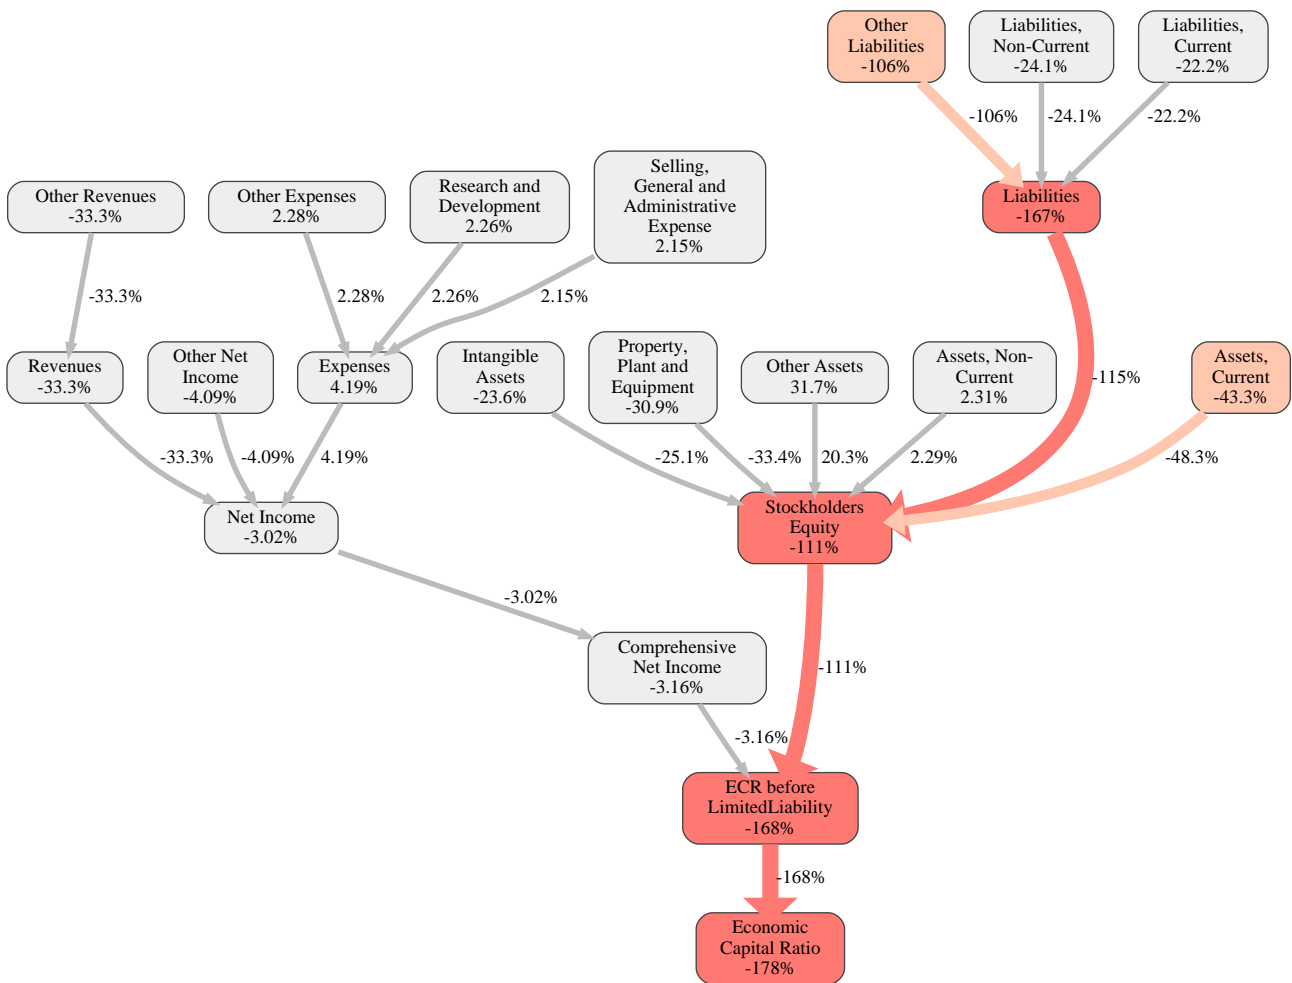 Other
Liabilities
-106%
Liabilities,
Non-Current
-24.1%
Liabilities,
Current
-22.2%
-106%
-24.1%
-22.2%
Other Revenues
-33.3%
Other Expenses
2.28%
Research and
Development
2.26%
Selling,
General and
Administrative
Expense
2.15%
Liabilities
-167%
-33.3%
2.28%
2.26%
2.15%
Revenues
-33.3%
Other Net
Income
-4.09%
Expenses
4.19%
Intangible
Assets
-23.6%
Property,
Plant and
Equipment
-30.9%
Other Assets
31.7%
Assets, Non-
Current
2.31%
-115%
Assets,
Current
-43.3%
-33.3%
-4.09%
4.19%
-25.1%
-33.4%
20.3%
2.29%
-48.3%
Net Income
-3.02%
Stockholders
Equity
-111%
-3.02%
Comprehensive
Net Income
-3.16%
-111%
-3.16%
ECR before
LimitedLiability
-168%
-168%
Economic
Capital Ratio
-178%